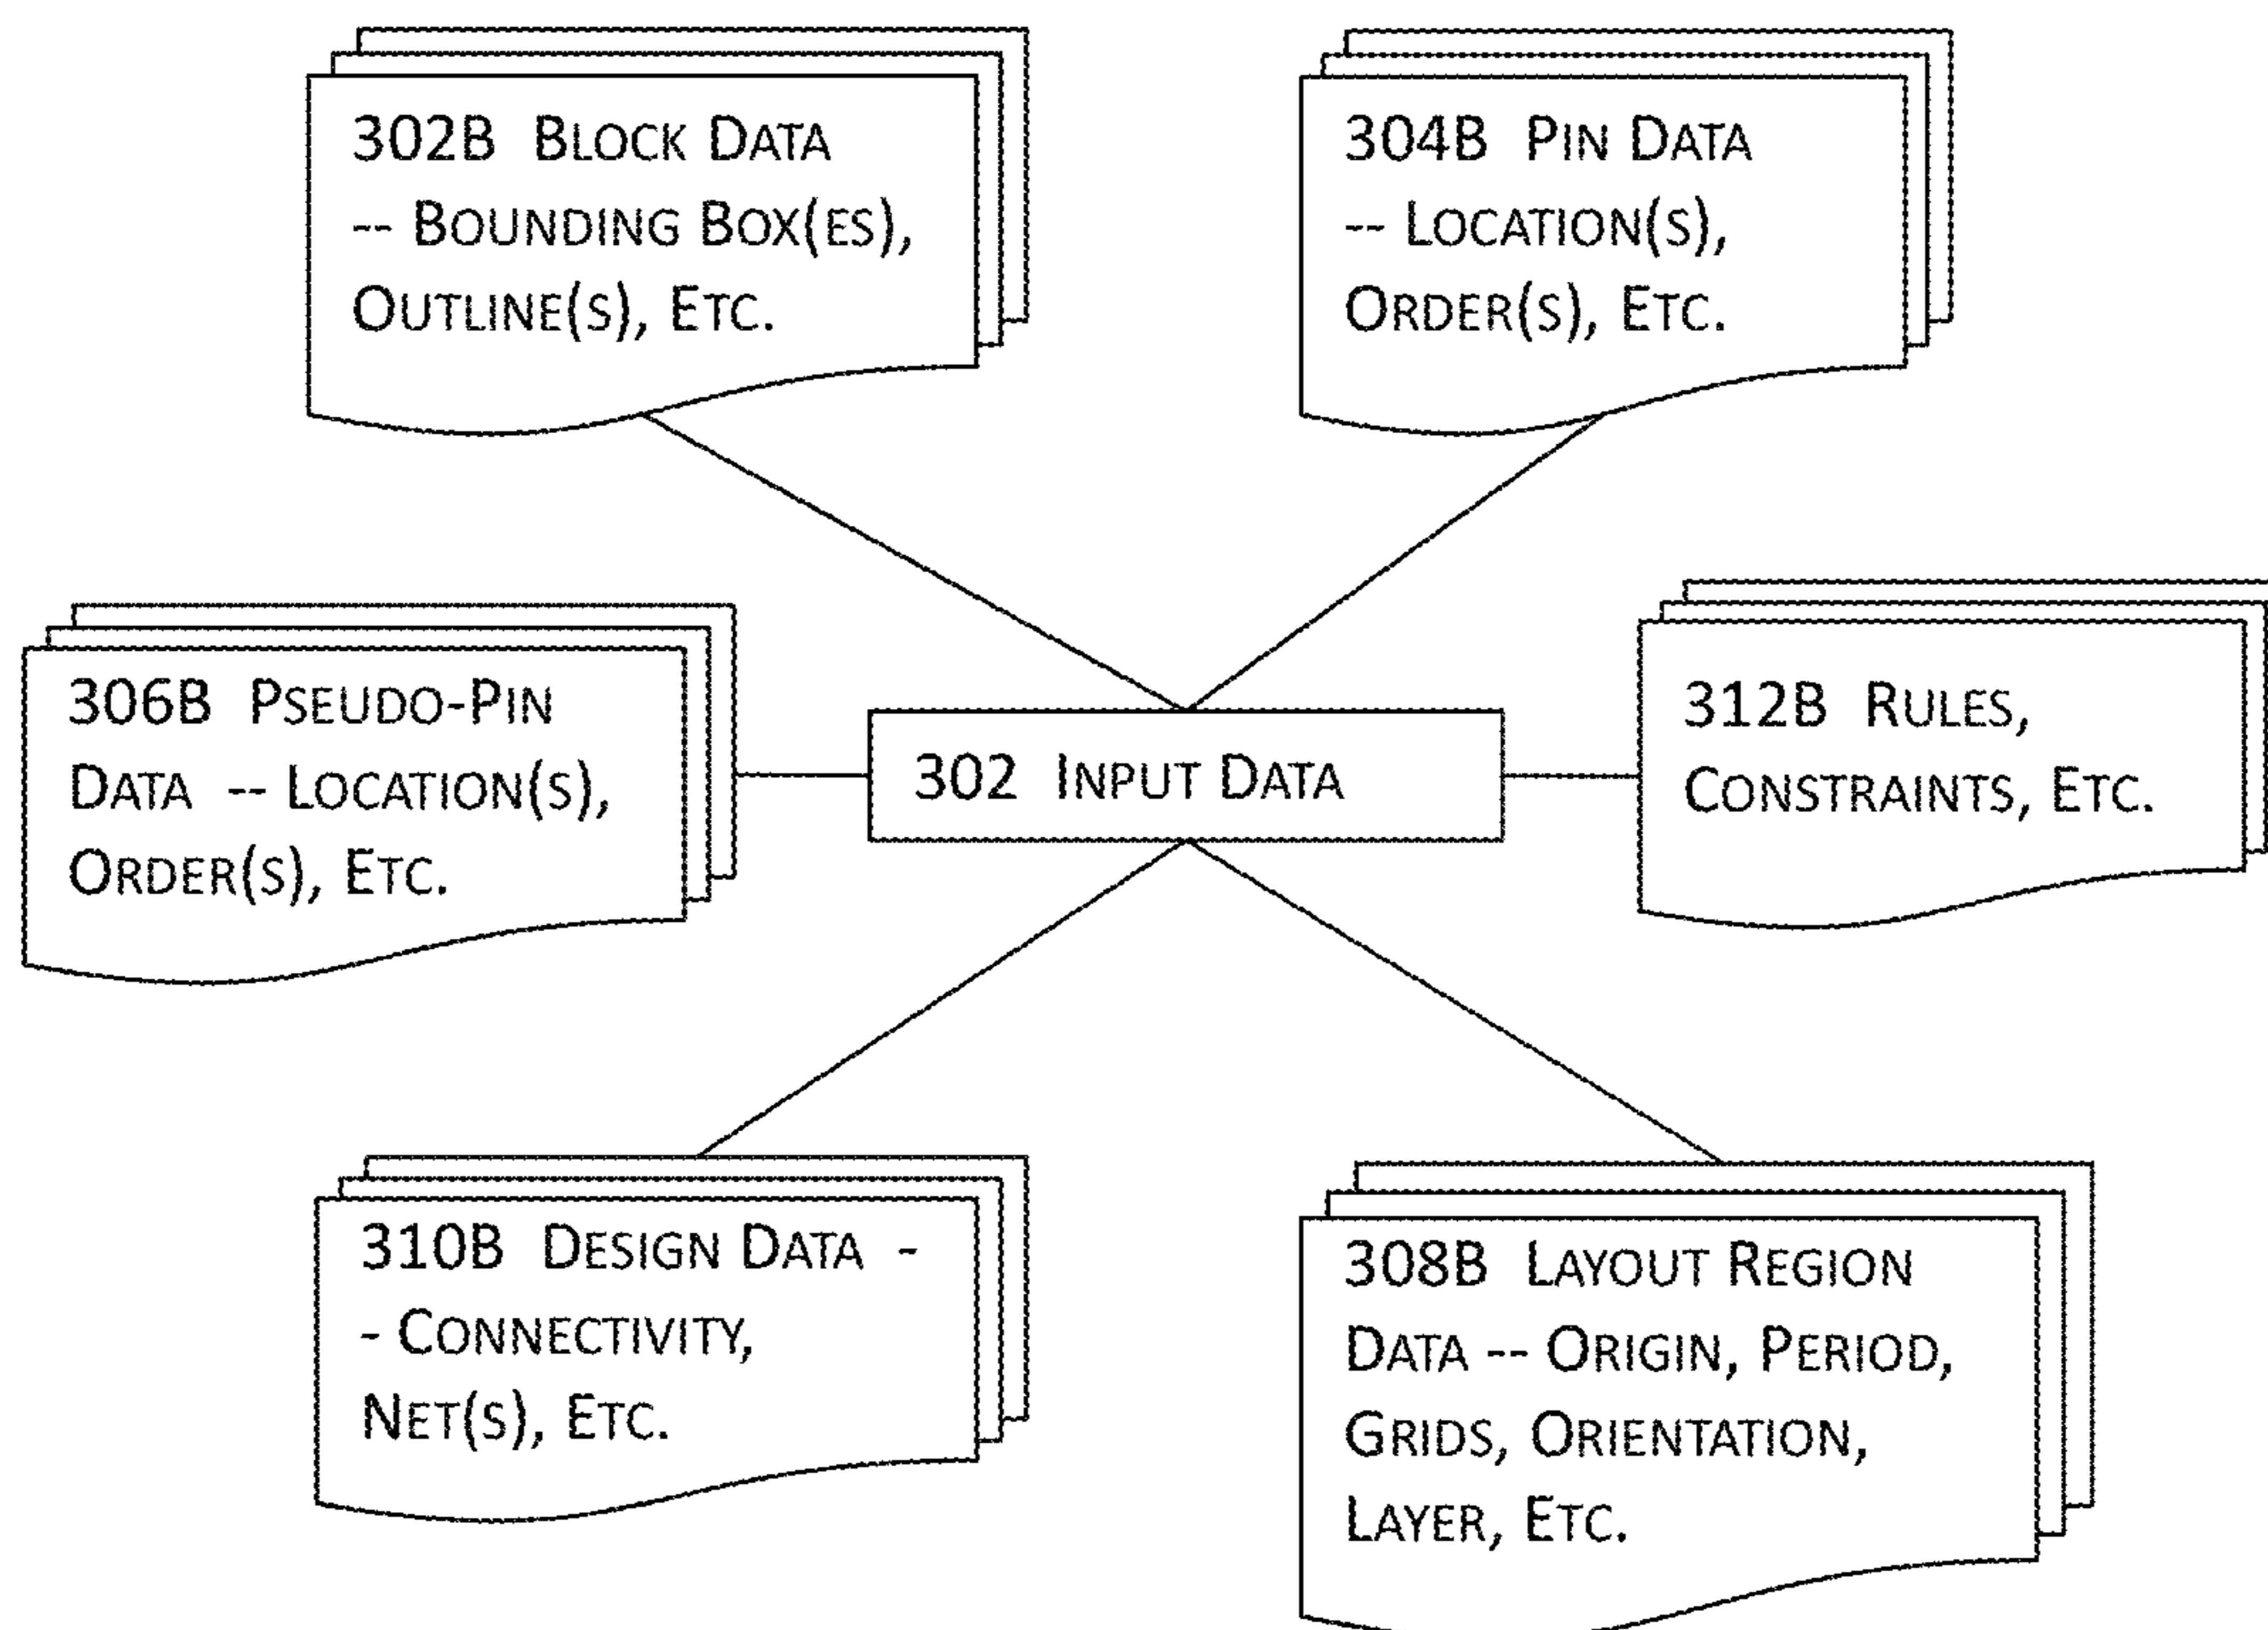 302B BLOCK DATA
-- BOUNDING BOX(ES),
OUTLINE(S), ETC.
304B PIN DATA
-- LOCATION(S),
ORDER(S), ETC.
306B PSEUDO-PIN
DATA -- LOCATION(S),
ORDER(S), ETC.
302 INPUT DATA
312B RULES,
CONSTRAINTS, ETC.
310B DESIGN DATA -
- CONNECTIVITY,
NET(S), ETC.
308B LAYOUT REGION
DATA -- ORIGIN, PERIOD,
GRIDS, ORIENTATION,
LAYER, ETC.